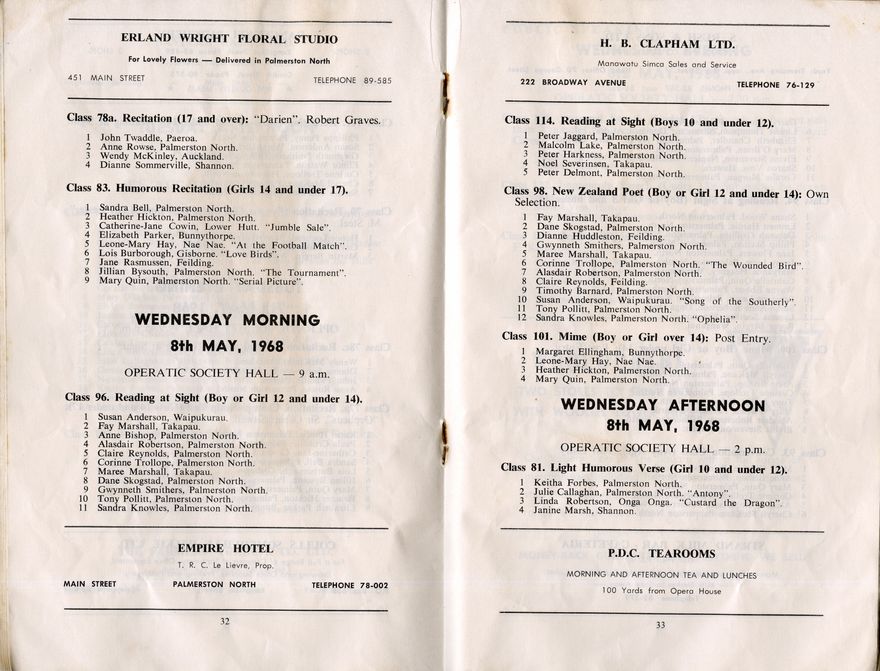 ERLAND WRIGHT FLORAL STUDIO
For Lovely Flowers — Delivered in Palmerston North
451 MAIN STREET TELEPHONE 89-585
Class 78a. Recitation (17 and over): "Darien". Robert Graves.
1 John Twaddle, Paeroa.
2 Anne Rowse, Palmerston North.
3 Wendy McKinley, Auckland.
4 Dianne Sommerville, Shannon.
Class 83. Humorous Recitation (Girls 14 and under 17).
1 Sandra Bell, Palmerston North.
2 Heather Hickton, Palmerston North.
3 Catherine-Jane Cowin, Lower Hutt. "Jumble Sale".
4 Elizabeth Parker, Bunnythorpe.
5 Leone-Mary Hay, Nae Nae. "At the Football Match".
6 Lois Burborough, Gisborne. "Love Birds".
7 Jane Rasmussen, Feilding.
8 Jillian Bysouth, Palmerston North. "The Tournament".
9 Mary Quin, Palmerston North. "Serial Picture".
WEDNESDAY MORNING
8th MAY, 1968
OPERATIC SOCIETY HALL — 9 a.m.
Class 96. Reading at Sight (Boy or Girl 12 and under 14).
1 Susan Anderson, Waipukurau.
2 Fay Marshall, Takapau.
3 Anne Bishop, Palmerston North.
4 Alasdair Robertson, Palmerston North.
5 Claire Reynolds, Palmerston North.
6 Corinne Trollope, Palmerston North.
7 Maree Marshall, Takapau.
8 Dane Skogstad, Palmerston North.
9 Gwynneth Smithers, Palmerston North.
10 Tony Pollitt, Palmerston North.
11 Sandra Knowles, Palmerston North.
EMPIRE HOTEL
T. R. C. Le Lievre, Prop.
MAIN STREET PALMERSTON NORTH TELEPHONE 78-002
32
H. B. CLAPHAM LTD.
Manawatu Simca Sales and Service
222 BROADWAY AVENUE TELEPHONE 76-129
Class 114. Reading at Sight (Boys 10 and under 12).
1 Peter Jaggard, Palmerston North.
2 Malcolm Lake, Palmerston North.
3 Peter Harkness, Palmerston North.
4 Noel Severinsen, Takapau.
5 Peter Delmont, Palmerston North.
Class 98. New Zealand Poet (Boy or Girl 12 and under 14): Own
Selection.
1 Fay Marshall, Takapau.
2 Dane Skogstad, Palmerston North.
3 Dianne Huddleston, Feilding.
4 Gwynneth Smithers, Palmerston North.
5 Maree Marshall, Takapau.
6 Corinne Trollope, Palmerston North. "The Wounded Bird".
7 Alasdair Robertson, Palmerston North.
8 Claire Reynolds, Feilding.
9 Timothy Barnard, Palmerston North.
10 Susan Anderson, Waipukurau. "Song of the Southerly".
11 Tony Pollitt, Palmerston North.
12 Sandra Knowles, Palmerston North. "Ophelia".
Class 101. Mime (Boy or Girl over 14): Post Entry.
1 Margaret Ellingham, Bunnythorpe.
2 Leone-Mary Hay, Nae Nae.
3 Heather Hickton, Palmerston North.
4 Mary Quin, Palmerston North.
WEDNESDAY AFTERNOON
8th MAY, 1968
OPERATIC SOCIETY HALL — 2 p.m.
Class 81. Light Humorous Verse (Girl 10 and under 12).
1 Keitha Forbes, Palmerston North.
2 Julie Callaghan, Palmerston North. "Antony".
3 Linda Robertson, Onga Onga. "Custard the Dragon".
4 Janine Marsh, Shannon.
P.D.C. TEAROOMS
MORNING AND AFTERNOON TEA AND LUNCHES
100 Yards from Opera House
33